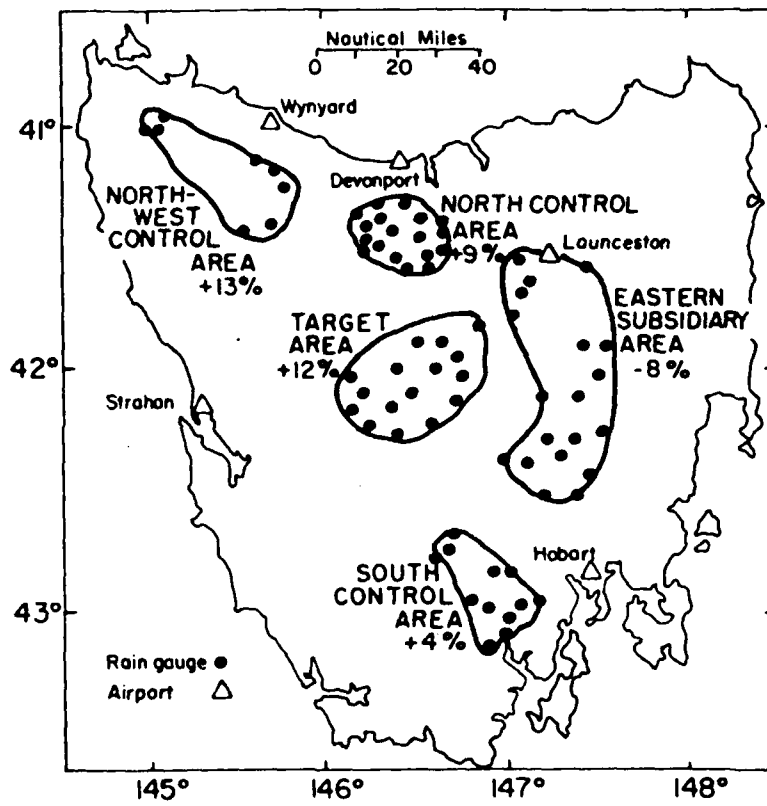 Nautical Miles
0 20 40
Wynyard
41°
Devonport
NORTH-
WEST
CONTROL
AREA
+13%
NORTH CONTROL
AREA
+9%
Launceston
EASTERN
SUBSIDIARY
AREA
-8%
TARGET
AREA
+12%
42°
Strahan
Hobart
SOUTH
CONTROL
AREA
+4%
43°
Rain gauge
Airport
145° 146° 147° 148°